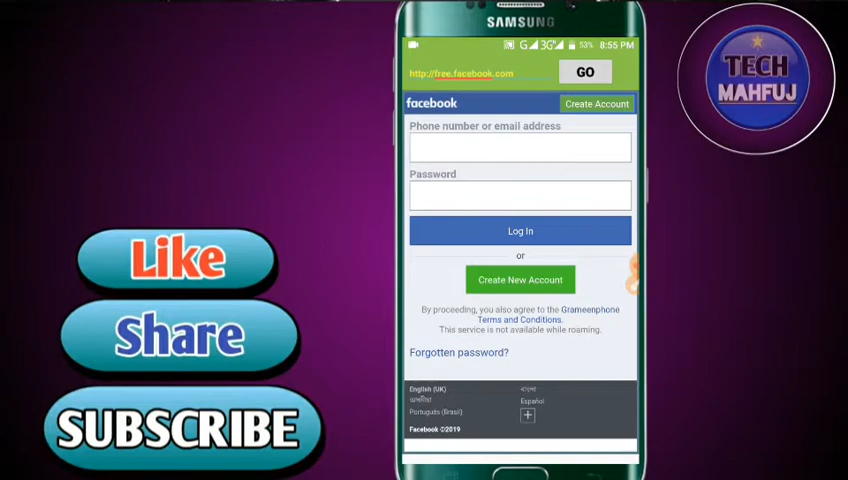 SAMSUNG
G 3G 53% 8:55 PM
http://free.facebook.com
GO
facebook
Create Account
Phone number or email address
Password
Log In
or
Create New Account
By proceeding, you also agree to the Grameenphone
Terms and Conditions.
This service is not available while roaming.
Forgotten password?
English (UK)
বাংলা
অসমীয়া
Español
Português (Brasil)
+
Facebook ©2019
TECH
MAHFUJ
Like
Share
SUBSCRIBE